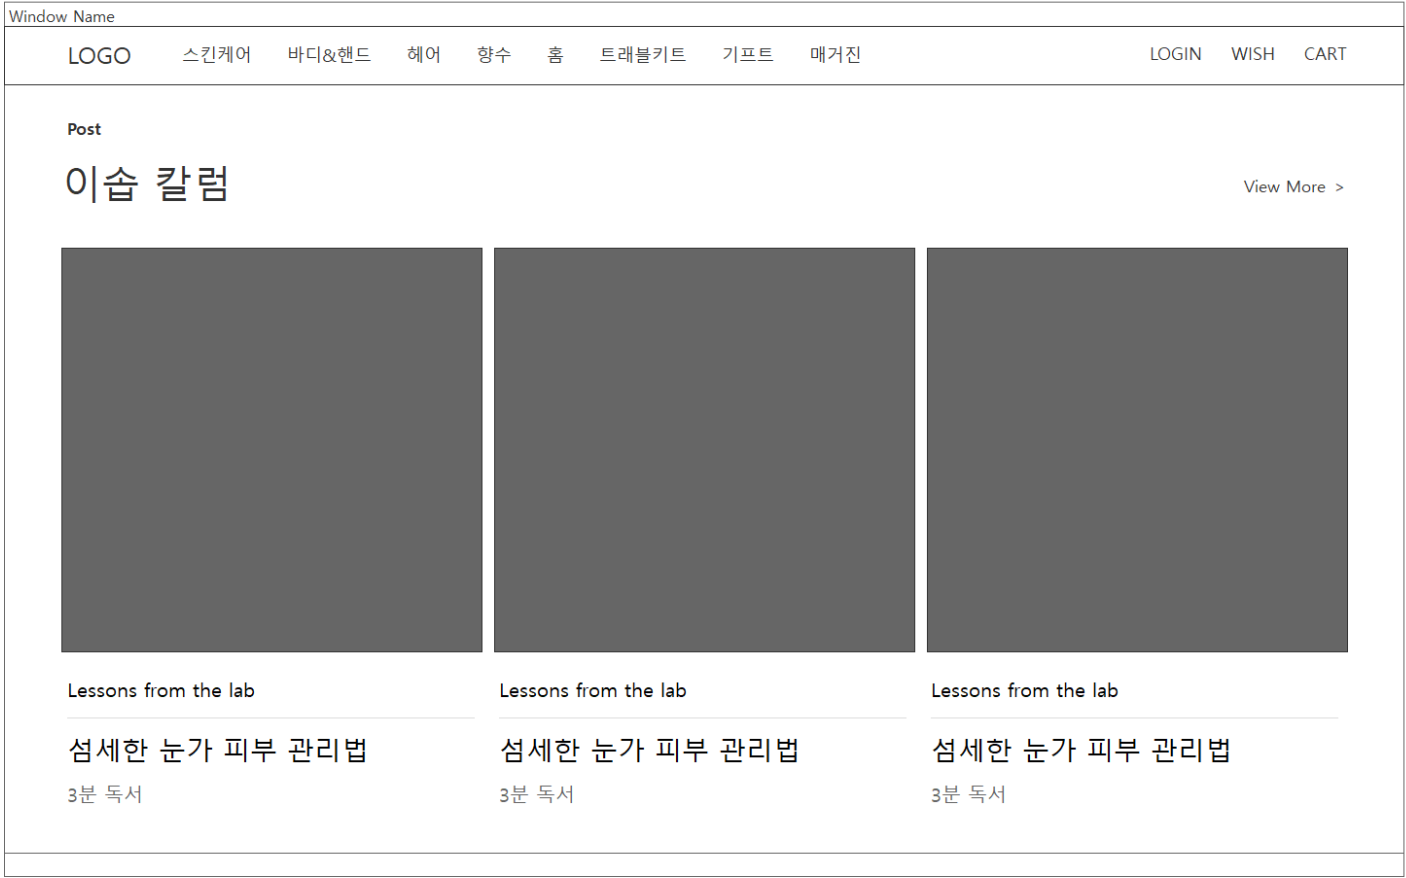 Window Name
LOGO 스킨케어 바디&핸드 헤어 향수 홈 트래블키트 기프트 매거진 LOGIN WISH CART
Post
이솝 칼럼
View More >
Lessons from the lab Lessons from the lab Lessons from the lab
섬세한 눈가 피부 관리법 섬세한 눈가 피부 관리법 섬세한 눈가 피부 관리법
3분 독서 3분 독서 3분 독서